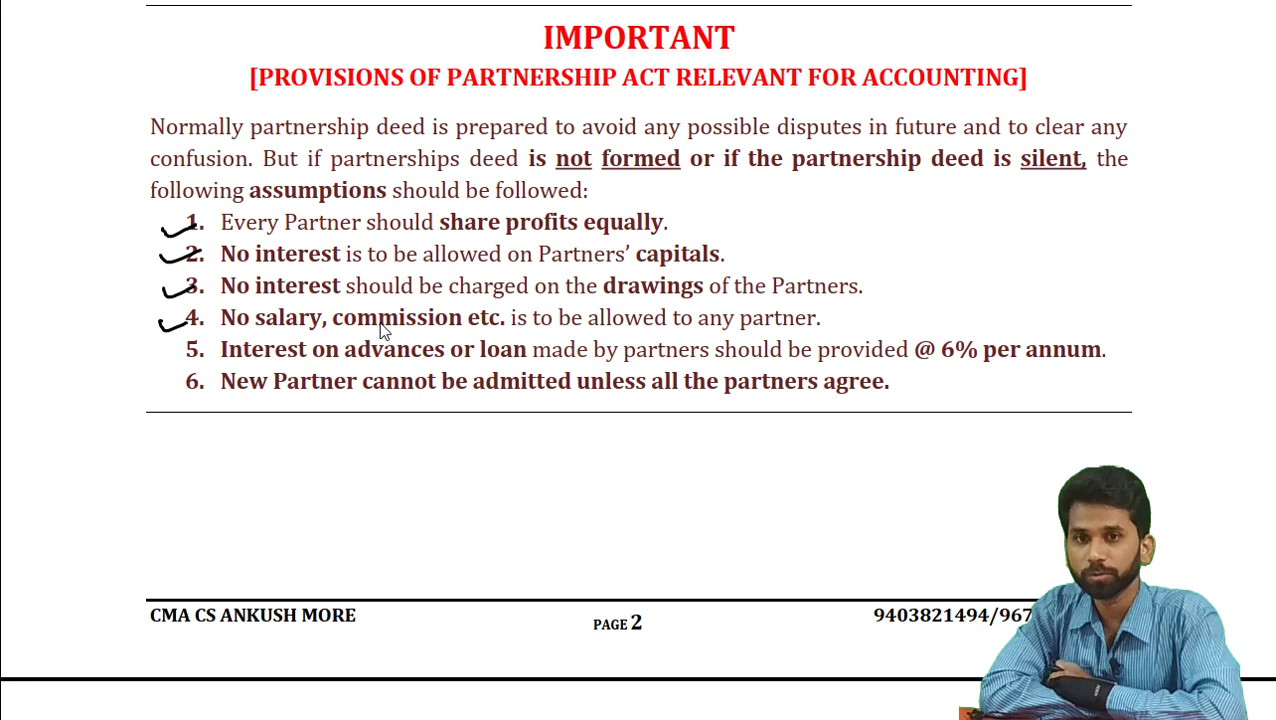 IMPORTANT
[PROVISIONS OF PARTNERSHIP ACT RELEVANT FOR ACCOUNTING]
Normally partnership deed is prepared to avoid any possible disputes in future and to clear any
confusion. But if partnerships deed is not formed or if the partnership deed is silent, the
following assumptions should be followed:
1. Every Partner should share profits equally.
2. No interest is to be allowed on Partners’ capitals.
3. No interest should be charged on the drawings of the Partners.
4. No salary, commission etc. is to be allowed to any partner.
5. Interest on advances or loan made by partners should be provided @ 6% per annum.
6. New Partner cannot be admitted unless all the partners agree.
CMA CS ANKUSH MORE PAGE 2 9403821494/967